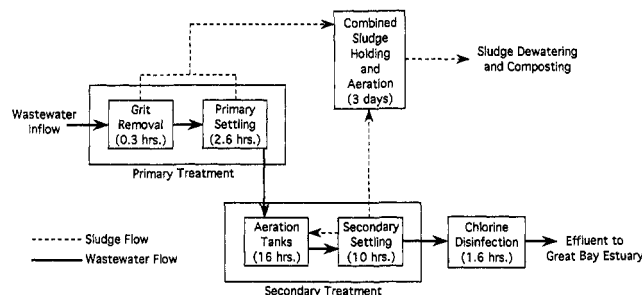 Combined
Sludge
Holding
and
Aeration
(3 days)
Sludge Dewatering
and Composting
Wastewater
Inflow
Grit
Removal
(0.3 hrs.)
Primary
Settling
(2.6 hrs.)
Primary Treatment
Aeration
Tanks
(16 hrs.)
Secondary
Settling
(10 hrs.)
Chlorine
Disinfection
(1.6 hrs.)
Effluent to
Great Bay Estuary
Sludge Flow
Wastewater Flow
Secondary Treatment